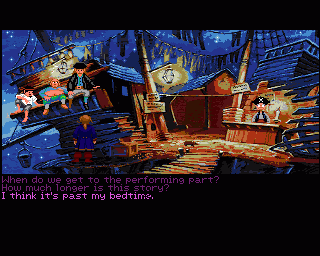 When do we get to the performing part?
How much longer is this story?
I think it's past my bedtime.